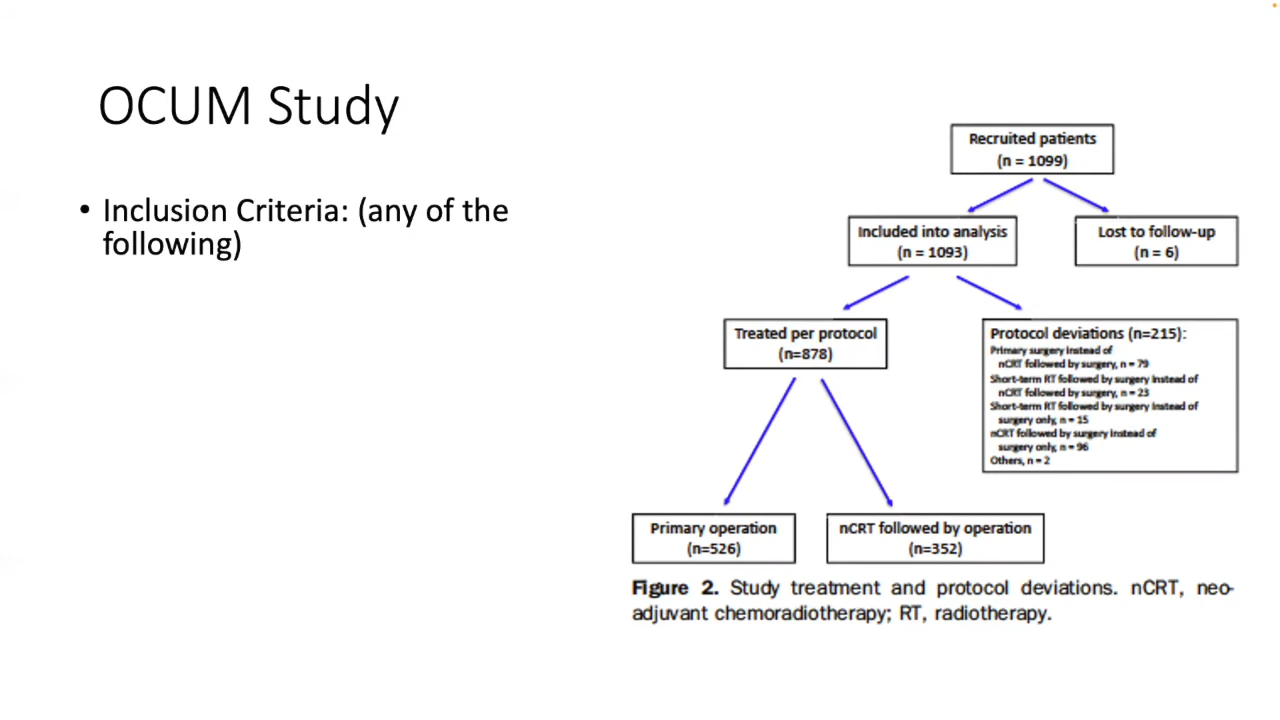 OCUM Study
• Inclusion Criteria: (any of the
following)
Recruited patients
(n = 1099)
Included into analysis
(n = 1093)
Lost to follow-up
(n = 6)
Treated per protocol
(n=878)
Protocol deviations (n=215):
Primary surgery instead of
nCRT followed by surgery, n = 79
Short-term RT followed by surgery instead of
nCRT followed by surgery, n = 23
Short-term RT followed by surgery instead of
surgery only, n = 15
nCRT followed by surgery instead of
surgery only, n = 96
Others, n = 2
Primary operation
(n=526)
nCRT followed by operation
(n=352)
Figure 2. Study treatment and protocol deviations. nCRT, neo-
adjuvant chemoradiotherapy; RT, radiotherapy.